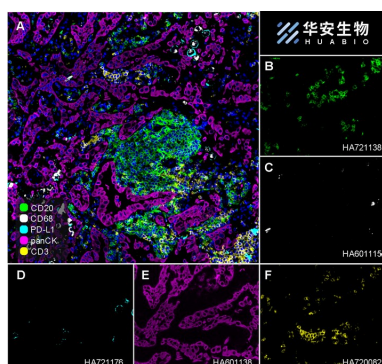 A
华安生物
HUABIO
B
HA721138
C
HA601115
CD20
CD68
PD-L1
panCK
CD3
D
HA721176
E
HA601138
F
HA720082